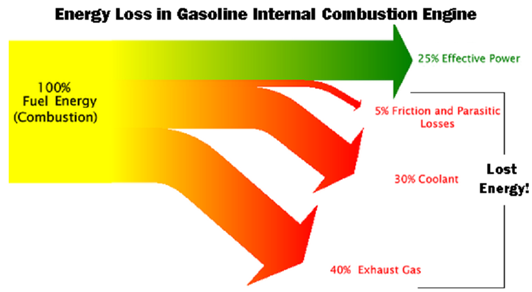 Energy Loss in Gasoline Internal Combustion Engine
100%
Fuel Energy
(Combustion)
25% Effective Power
5% Friction and Parasitic
Losses
30% Coolant
Lost
Energy!
40% Exhaust Gas